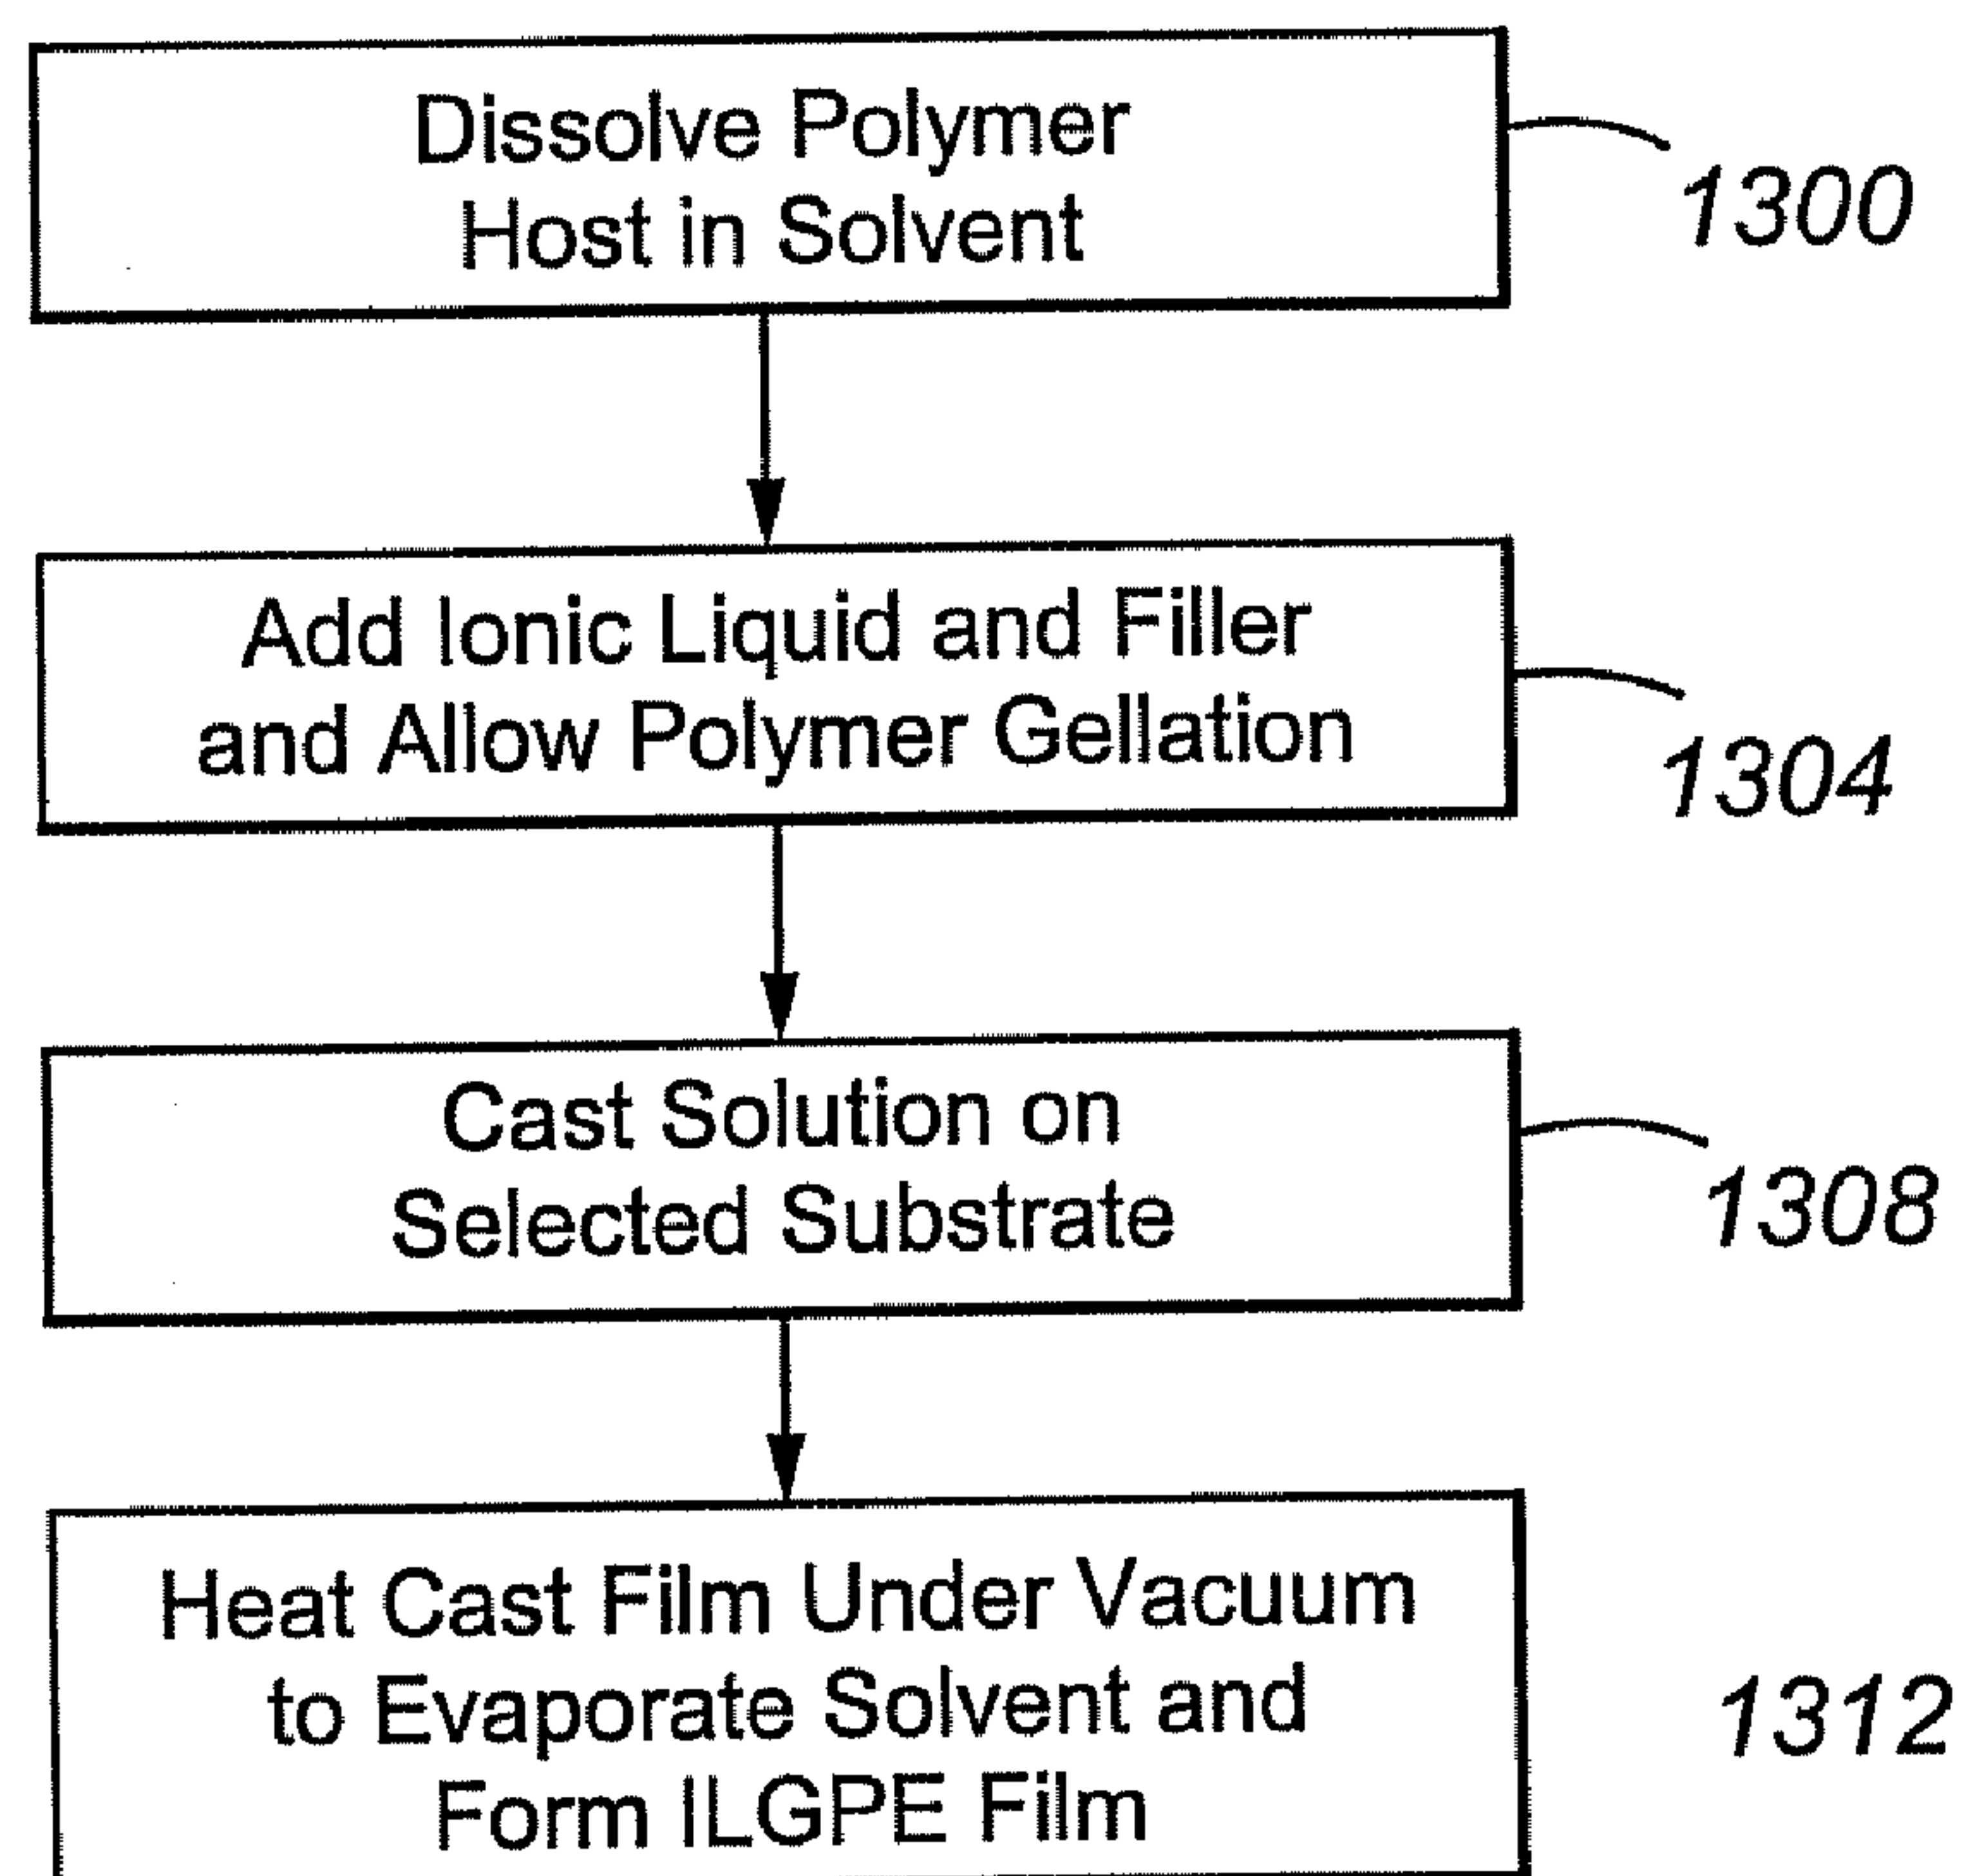 Dissolve Polymer
Host in Solvent
1300
Add Ionic Liquid and Filler
and Allow Polymer Gellation
1304
Cast Solution on
Selected Substrate
1308
Heat Cast Film Under Vacuum
to Evaporate Solvent and
Form ILGPE Film
1312